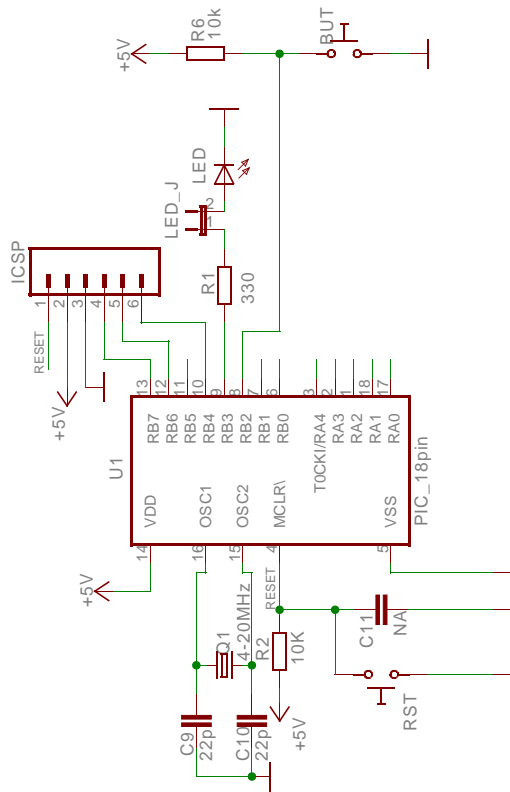 +5V
R6
10k
BUT
LED
LED_J
1
2
R1
330
ICSP
1
2
3
4
5
6
RESET
+5V
U1
PIC_18pin
13
12
11
10
9
8
7
6
3
2
1
18
17
RB7
RB6
RB5
RB4
RB3
RB2
RB1
RB0
T0CKI/RA4
RA3
RA2
RA1
RA0
VDD
OSC1
OSC2
MCLR\
VSS
14
16
15
4
5
+5V
RESET
Q1
4-20MHz
R2
10K
+5V
C9
22p
C10
22p
C11
NA
RST